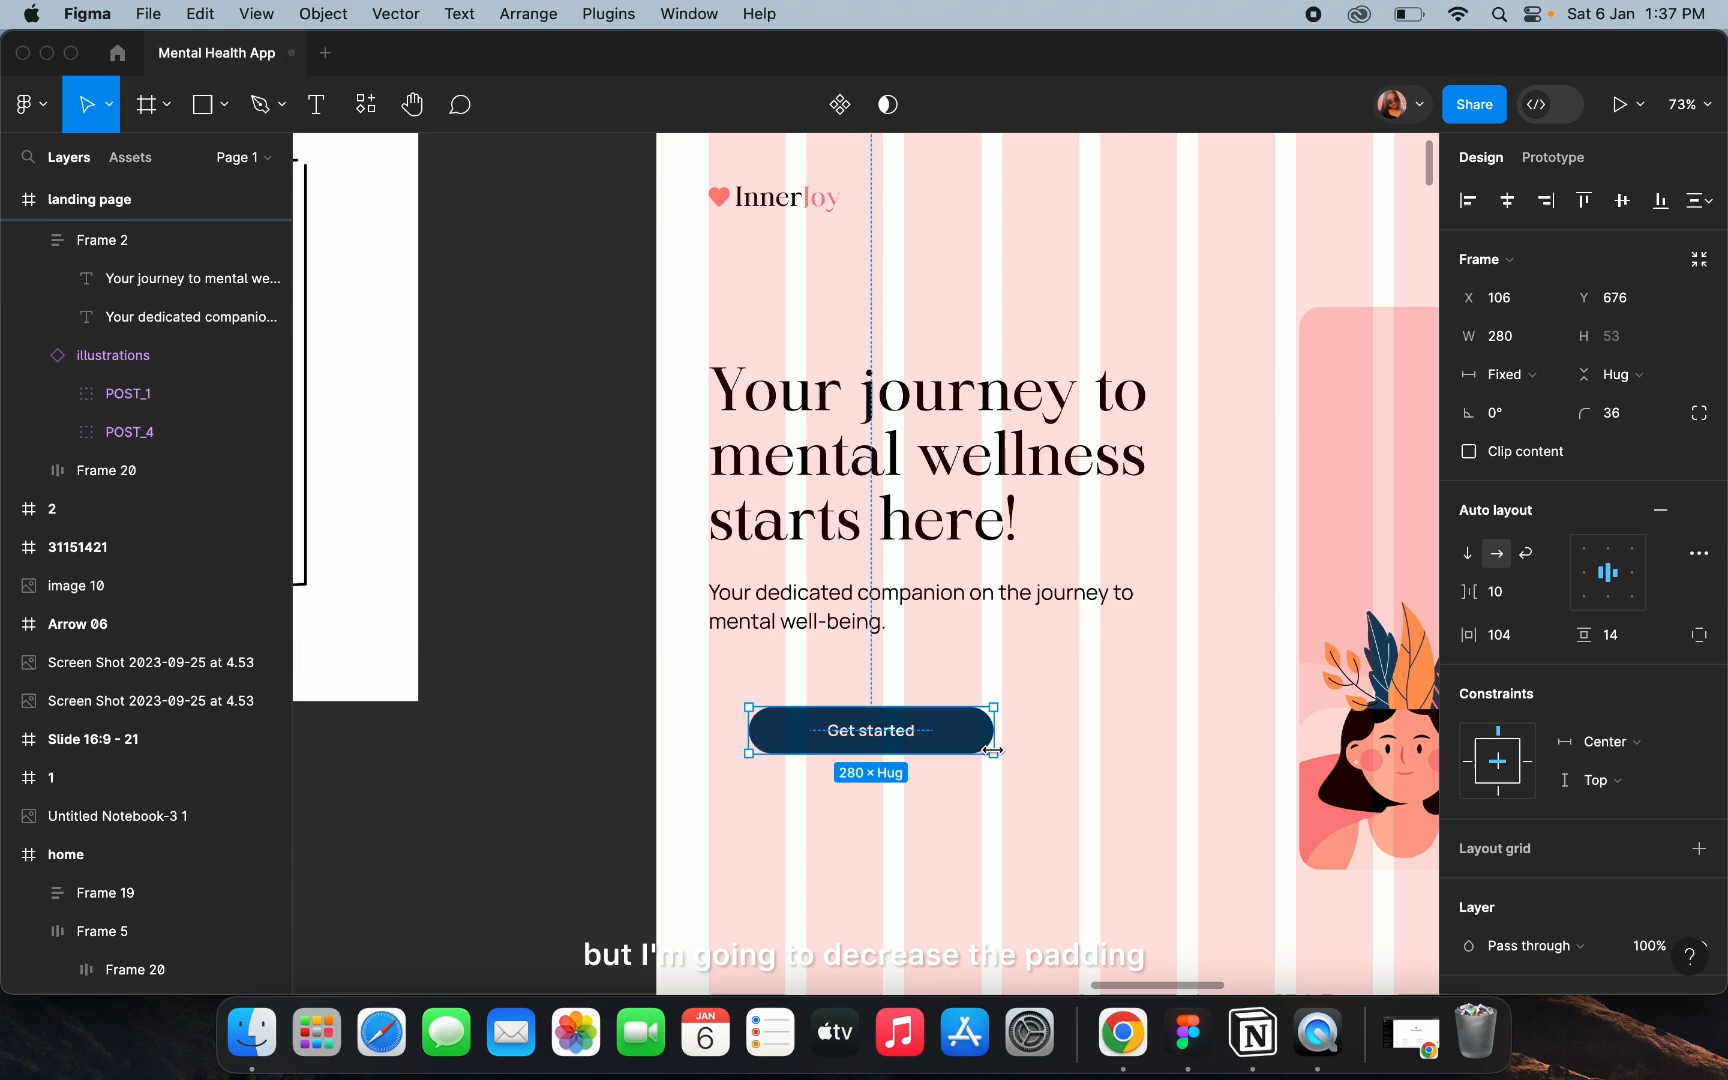 Figma File Edit View Object Vector Text Arrange Plugins Window Help Sat 6 Jan 1:37 PM
Mental Health App
Share 73%
Layers Assets Page 1
landing page
Frame 2
Your journey to mental we...
Your dedicated companio...
illustrations
POST_1
POST_4
Frame 20
2
31151421
image 10
Arrow 06
Screen Shot 2023-09-25 at 4.53
Screen Shot 2023-09-25 at 4.53
Slide 16:9 - 21
1
Untitled Notebook-3 1
home
Frame 19
Frame 5
Frame 20
InnerJoy
Your journey to
mental wellness
starts here!
Your dedicated companion on the journey to
mental well-being.
Get started
280 × Hug
but I'm going to decrease the padding
Design Prototype
Frame
X 106 Y 676
W 280 H 53
Fixed Hug
0° 36
Clip content
Auto layout
10
104 14
Constraints
Center
Top
Layout grid
Layer
Pass through 100%
?
JAN
6
tv